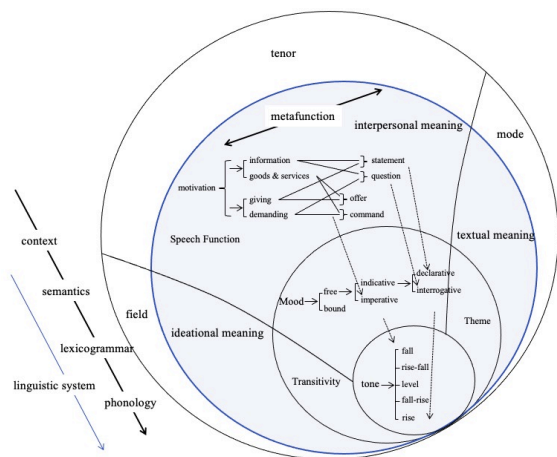 tenor
metafunction
interpersonal meaning
mode
information
goods & services
motivation
giving
demanding
statement
question
offer
command
Speech Function
textual meaning
context
semantics
field
ideational meaning
lexicogrammar
linguistic system
phonology
Mood
free
bound
indicative
imperative
declarative
interrogative
Theme
Transitivity
tone
fall
rise-fall
level
fall-rise
rise